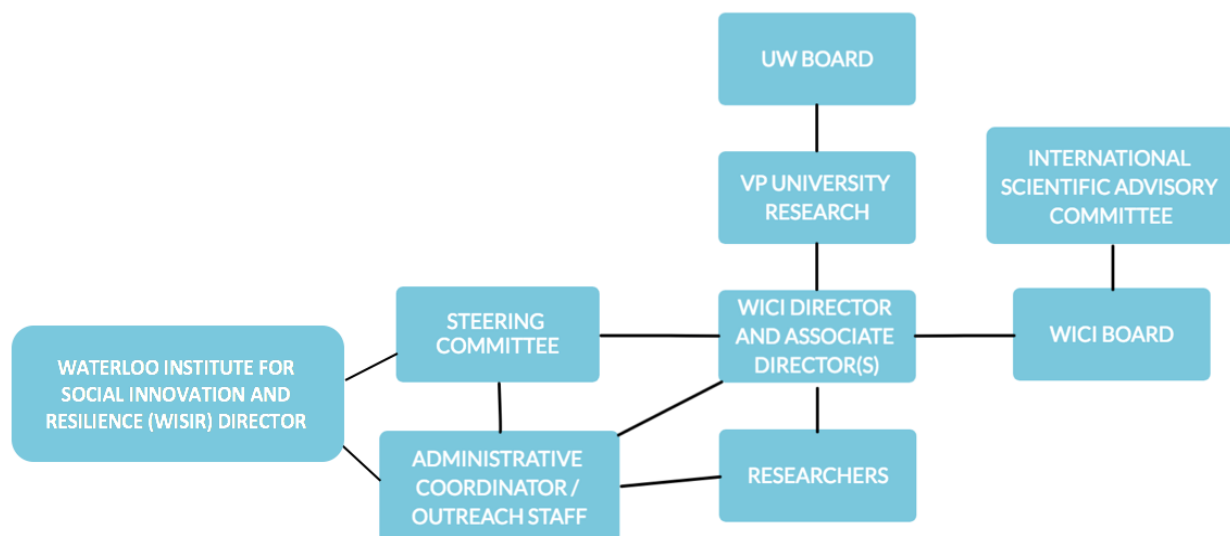 UW BOARD
VP UNIVERSITY
RESEARCH
INTERNATIONAL
SCIENTIFIC ADVISORY
COMMITTEE
STEERING
COMMITTEE
WICI DIRECTOR
AND ASSOCIATE
DIRECTOR(S)
WICI BOARD
WATERLOO INSTITUTE FOR
SOCIAL INNOVATION AND
RESILIENCE (WISIR) DIRECTOR
ADMINISTRATIVE
COORDINATOR /
OUTREACH STAFF
RESEARCHERS